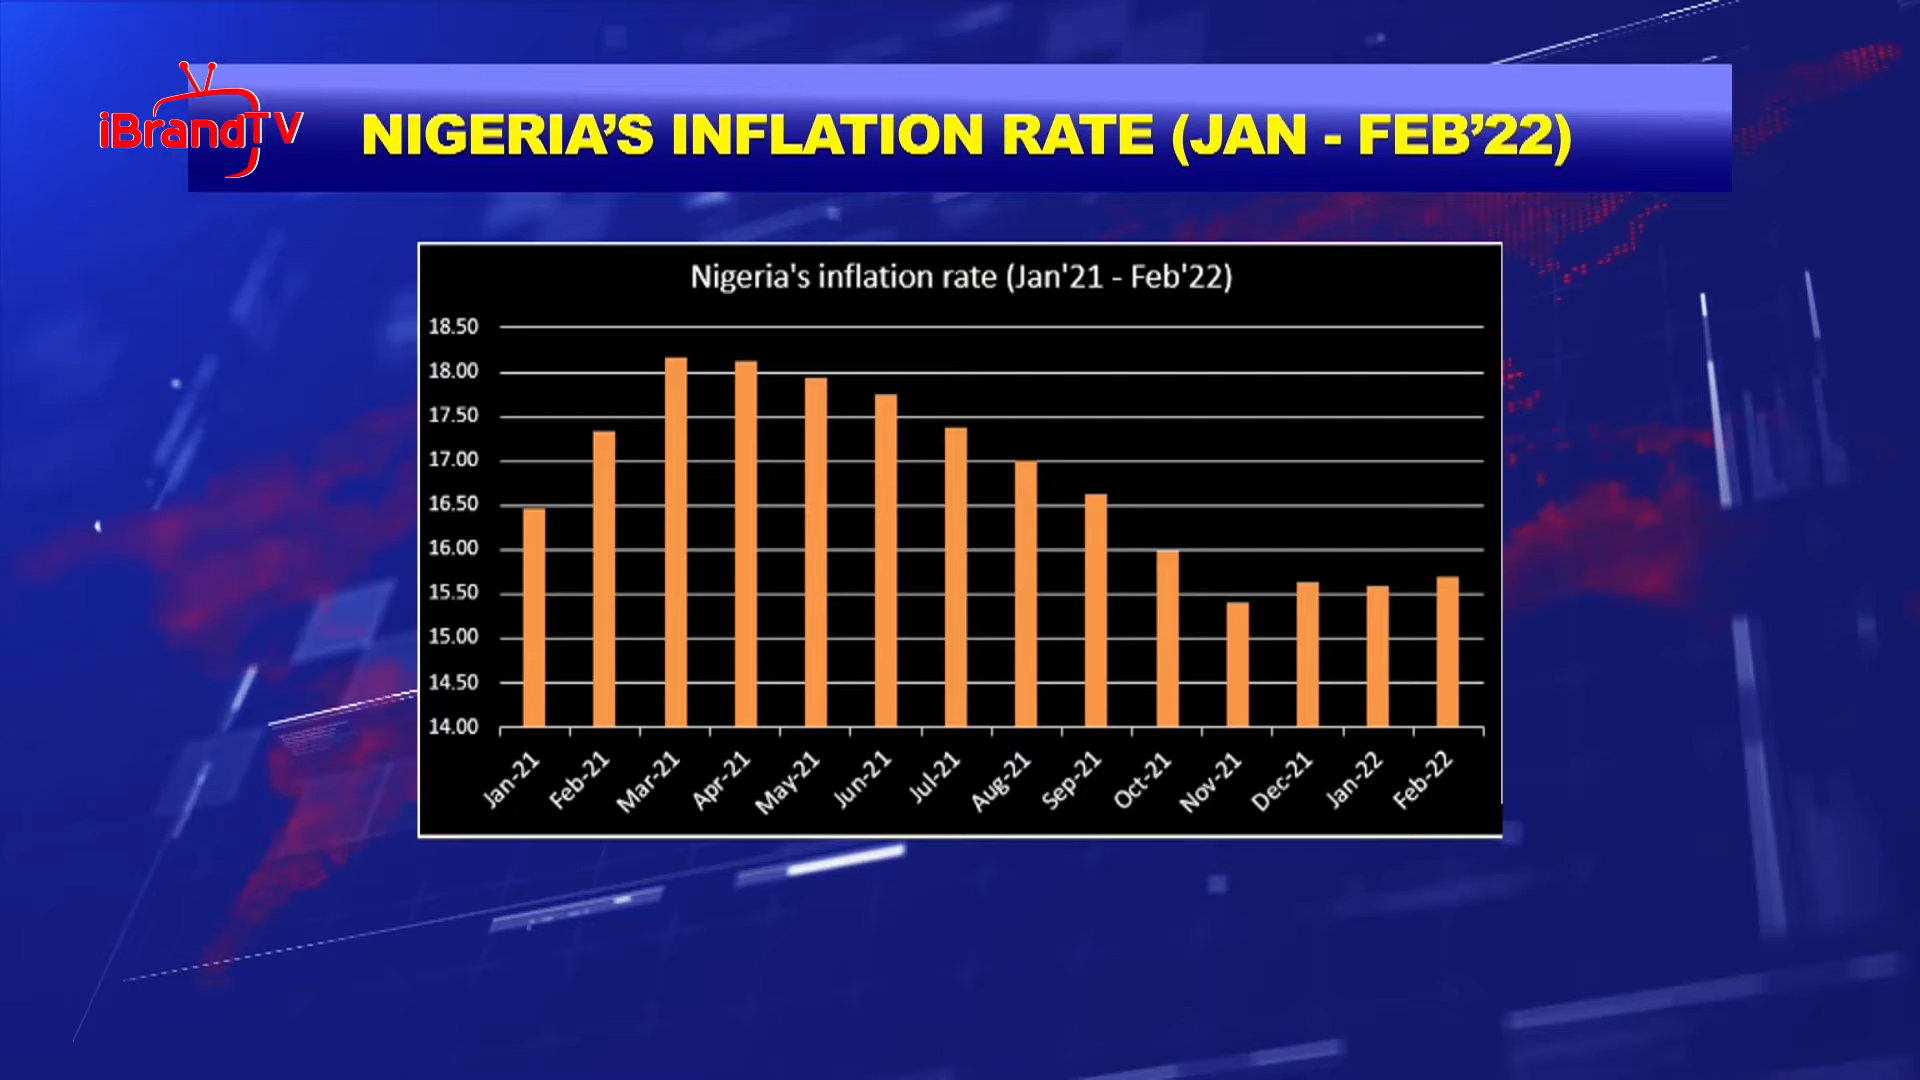 iBrandTV
NIGERIA’S INFLATION RATE (JAN - FEB’22)
Nigeria's inflation rate (Jan'21 - Feb'22)
18.50
18.00
17.50
17.00
16.50
16.00
15.50
15.00
14.50
14.00
Jan-21
Feb-21
Mar-21
Apr-21
May-21
Jun-21
Jul-21
Aug-21
Sep-21
Oct-21
Nov-21
Dec-21
Jan-22
Feb-22